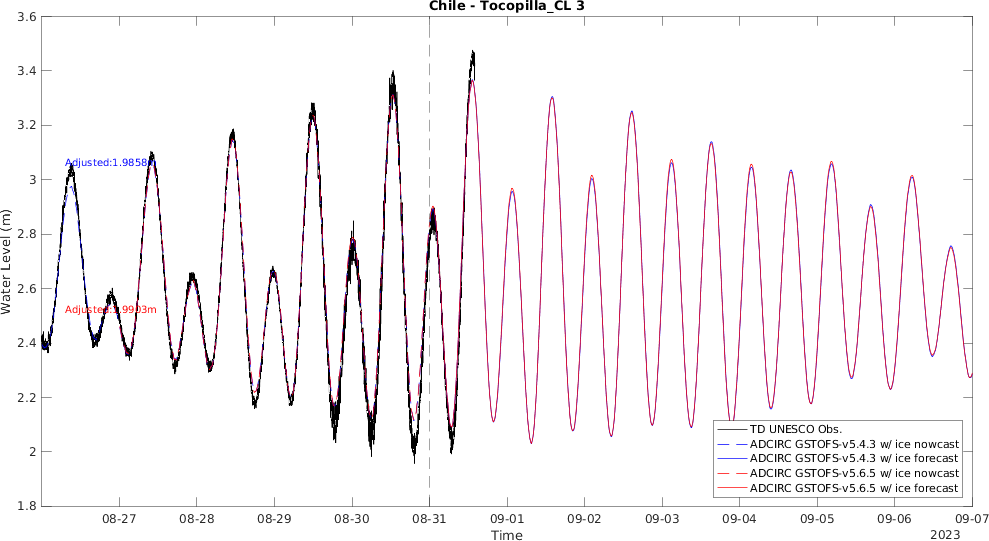 Chile - Tocopilla_CL 3
3.6
3.4
3.2
3
2.8
2.6
2.4
2.2
2
1.8
Water Level (m)
Adjusted:1.9858m
Adjusted:1.9903m
TD UNESCO Obs.
ADCIRC GSTOFS-v5.4.3 w/ ice nowcast
ADCIRC GSTOFS-v5.4.3 w/ ice forecast
ADCIRC GSTOFS-v5.6.5 w/ ice nowcast
ADCIRC GSTOFS-v5.6.5 w/ ice forecast
08-27 08-28 08-29 08-30 08-31 09-01 09-02 09-03 09-04 09-05 09-06 09-07
Time
2023